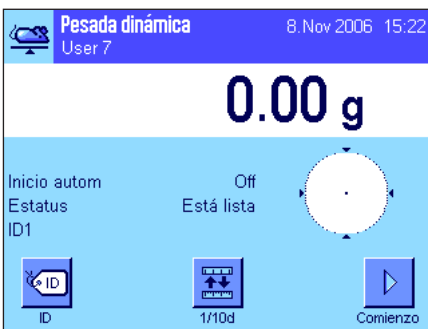 Pesada dinámica 8.Nov 2006 15:22
User 7
0.00 g
Inicio autom Off
Estatus Está lista
ID1
ID
ID 1/10d Comienzo